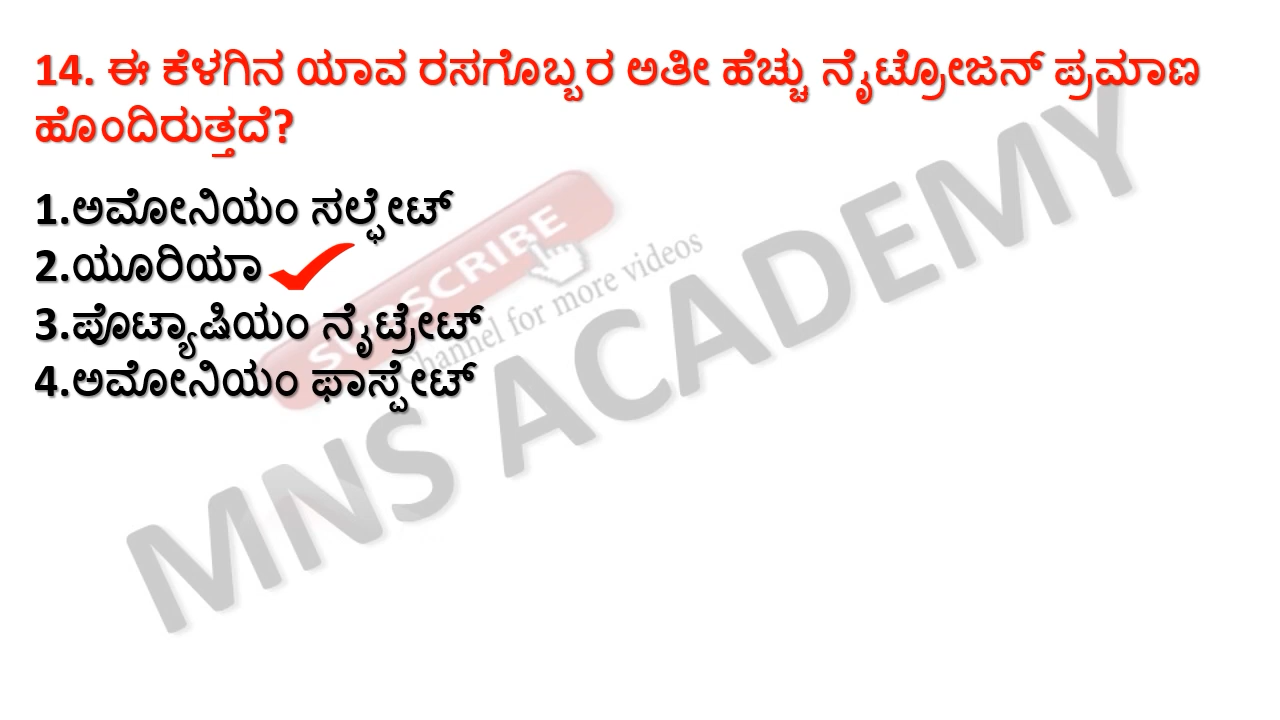 14. ಈ ಕೆಳಗಿನ ಯಾವ ರಸಗೊಬ್ಬರ ಅತೀ ಹೆಚ್ಚು ನೈಟ್ರೋಜನ್ ಪ್ರಮಾಣ
ಹೊಂದಿರುತ್ತದೆ?
1.ಅಮೋನಿಯಂ ಸಲ್ಫೇಟ್
2.ಯೂರಿಯಾ
3.ಪೊಟ್ಯಾಷಿಯಂ ನೈಟ್ರೇಟ್
4.ಅಮೋನಿಯಂ ಫಾಸ್ಪೇಟ್
SUBSCRIBE
Channel for more videos
MNS ACADEMY